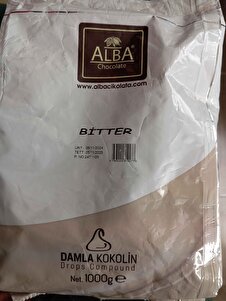 ALBA
Chocolate
www.albacikolata.com
BİTTER
DAMLA KOKOLİN
Drops Compound
Net. 1000g e